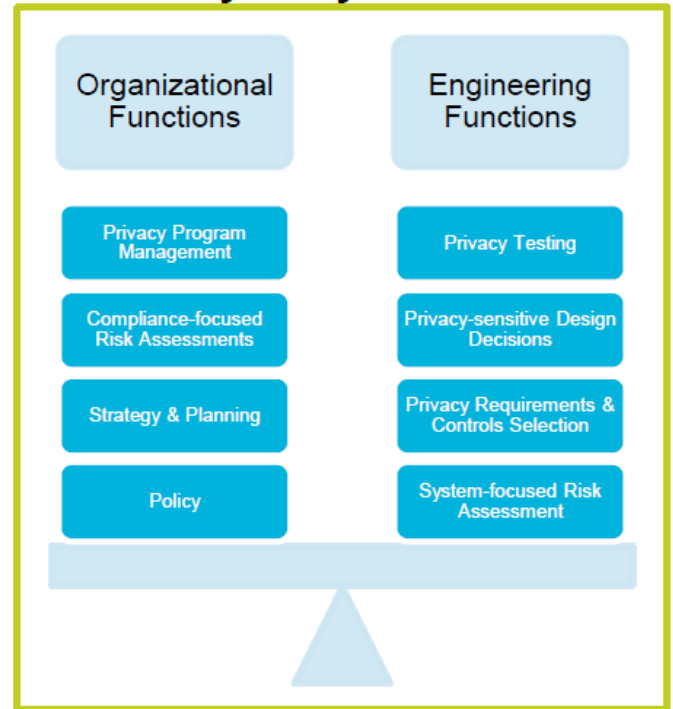 Organizational
Functions
Engineering
Functions
Privacy Program
Management
Compliance-focused
Risk Assessments
Strategy & Planning
Policy
Privacy Testing
Privacy-sensitive Design
Decisions
Privacy Requirements &
Controls Selection
System-focused Risk
Assessment